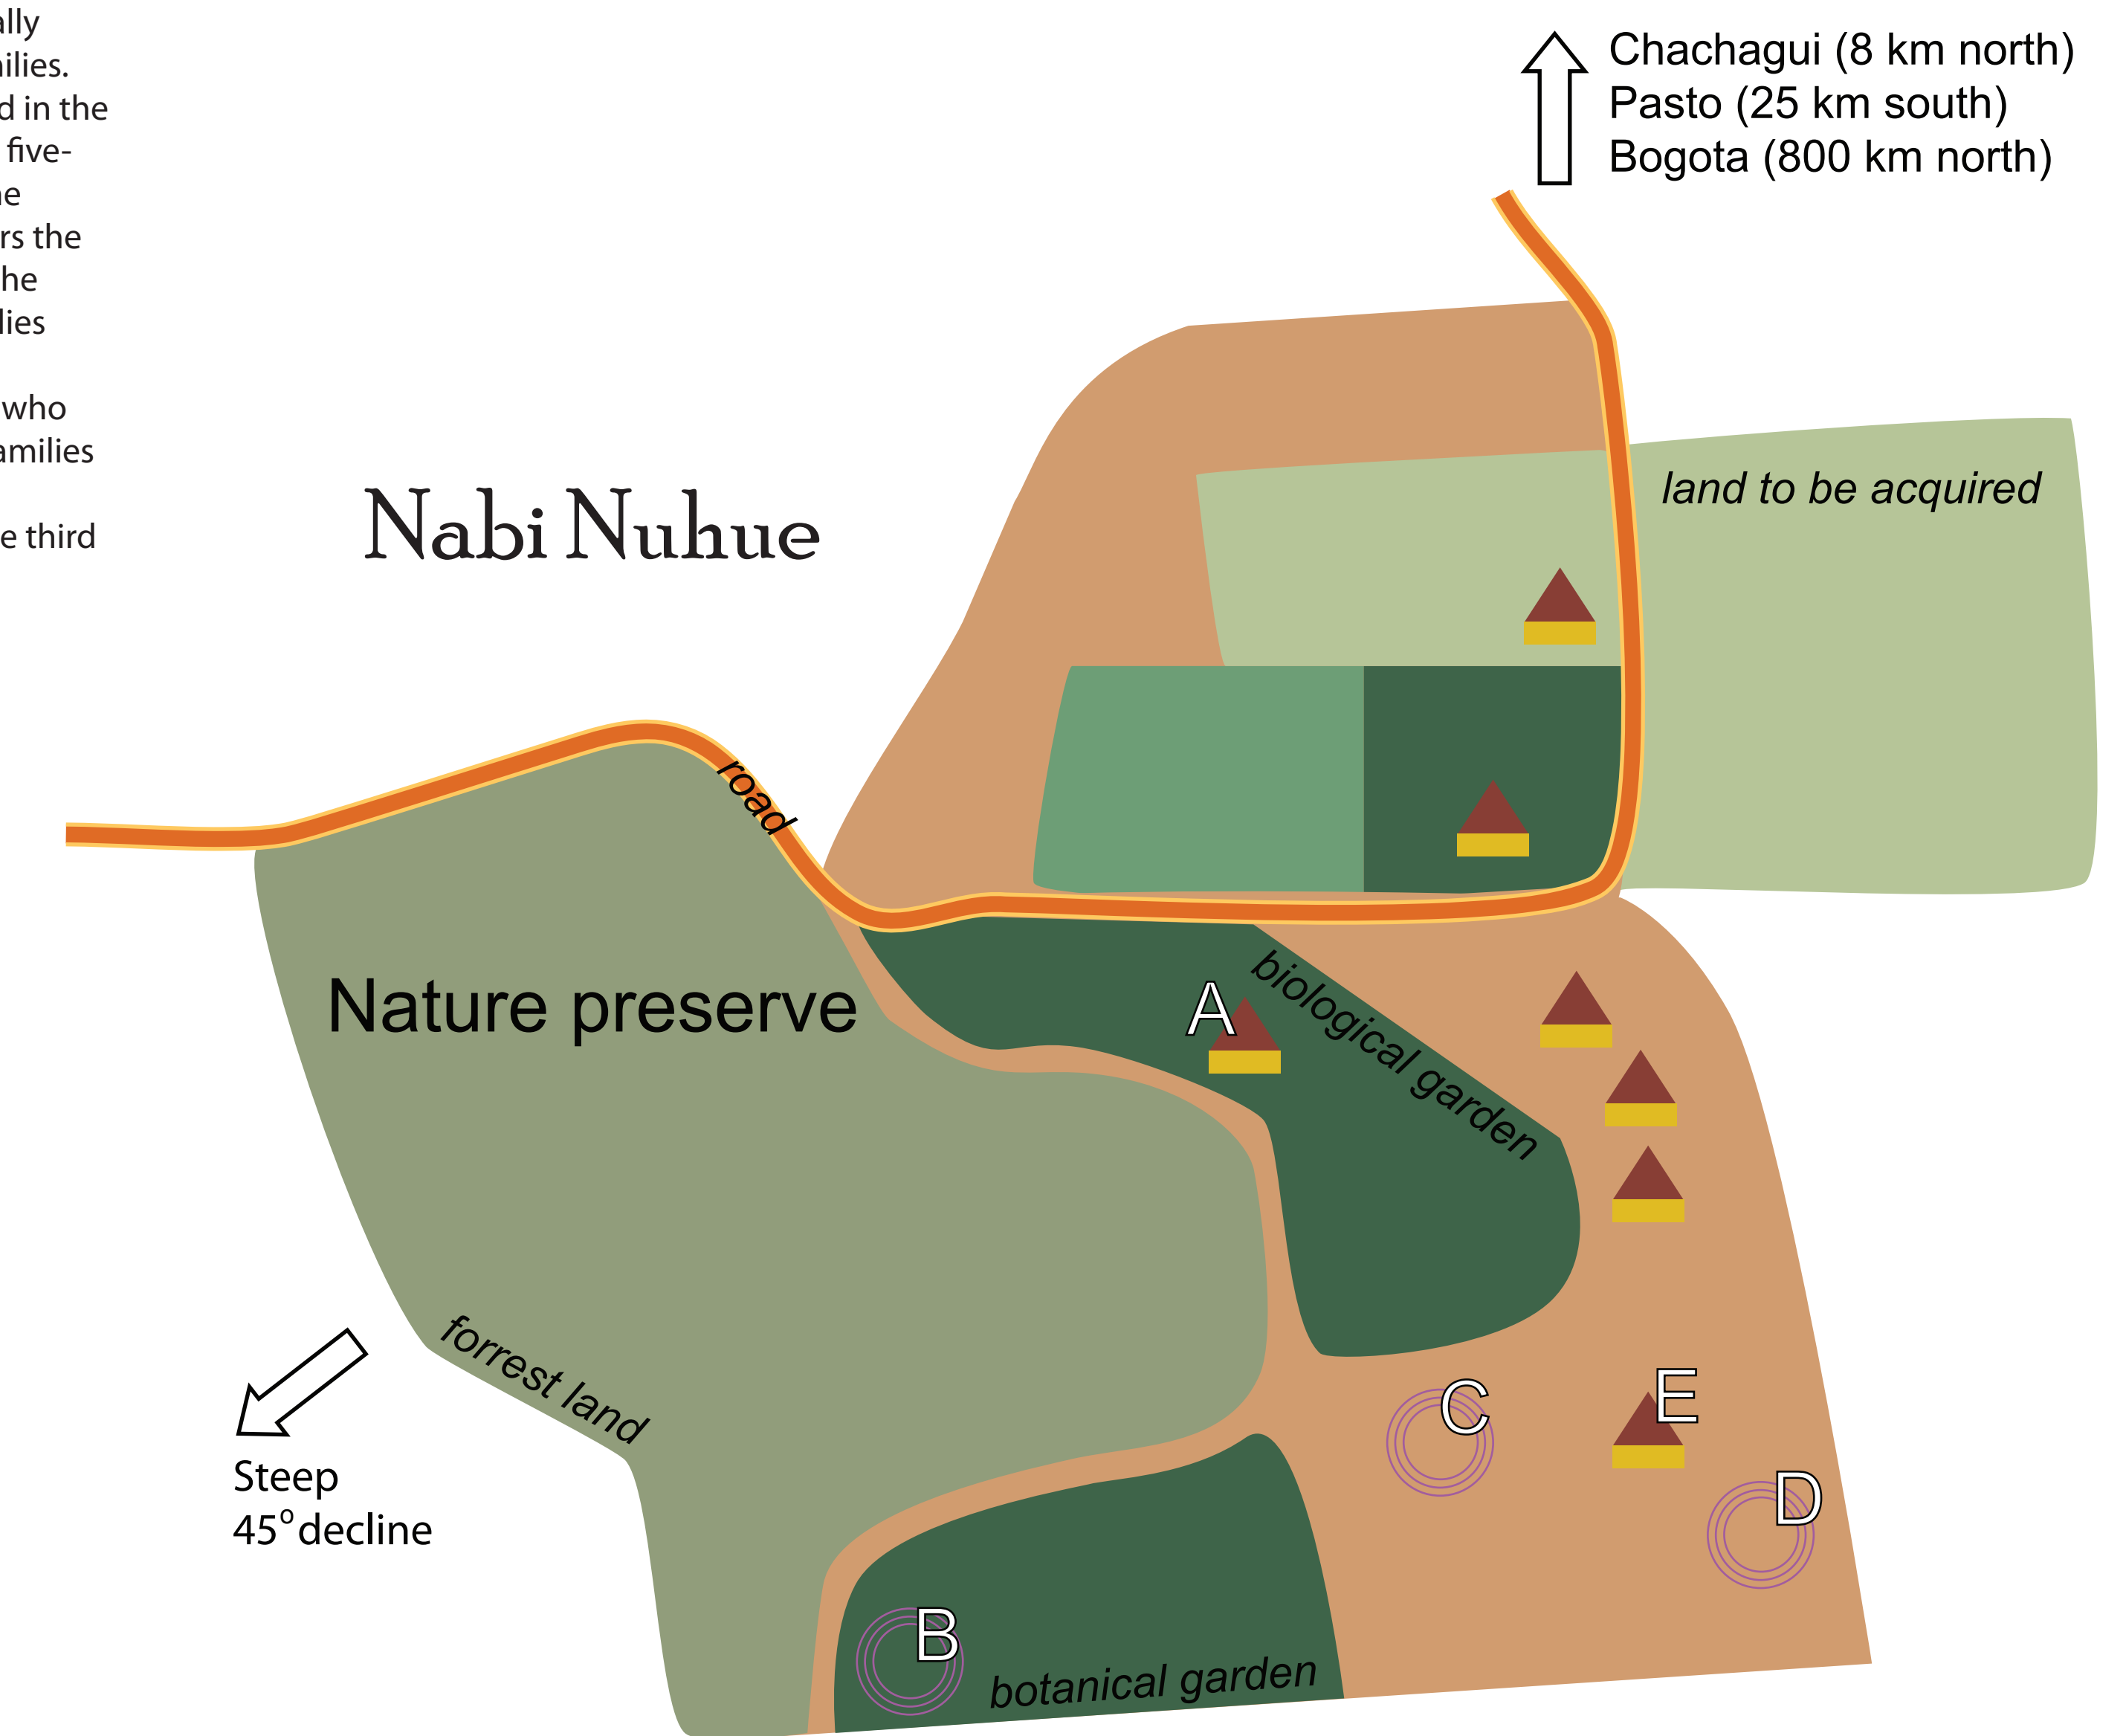 ally
nilies.
d in the
five-
ne
rs the
he
lies
who
amilies
e third
Chachagui (8 km north)
Pasto (25 km south)
Bogota (800 km north)
Nabi Nuhue
land to be acquired
road
Nature preserve
A
biological garden
forrest land
Steep
45° decline
C
E
D
B
botanical garden